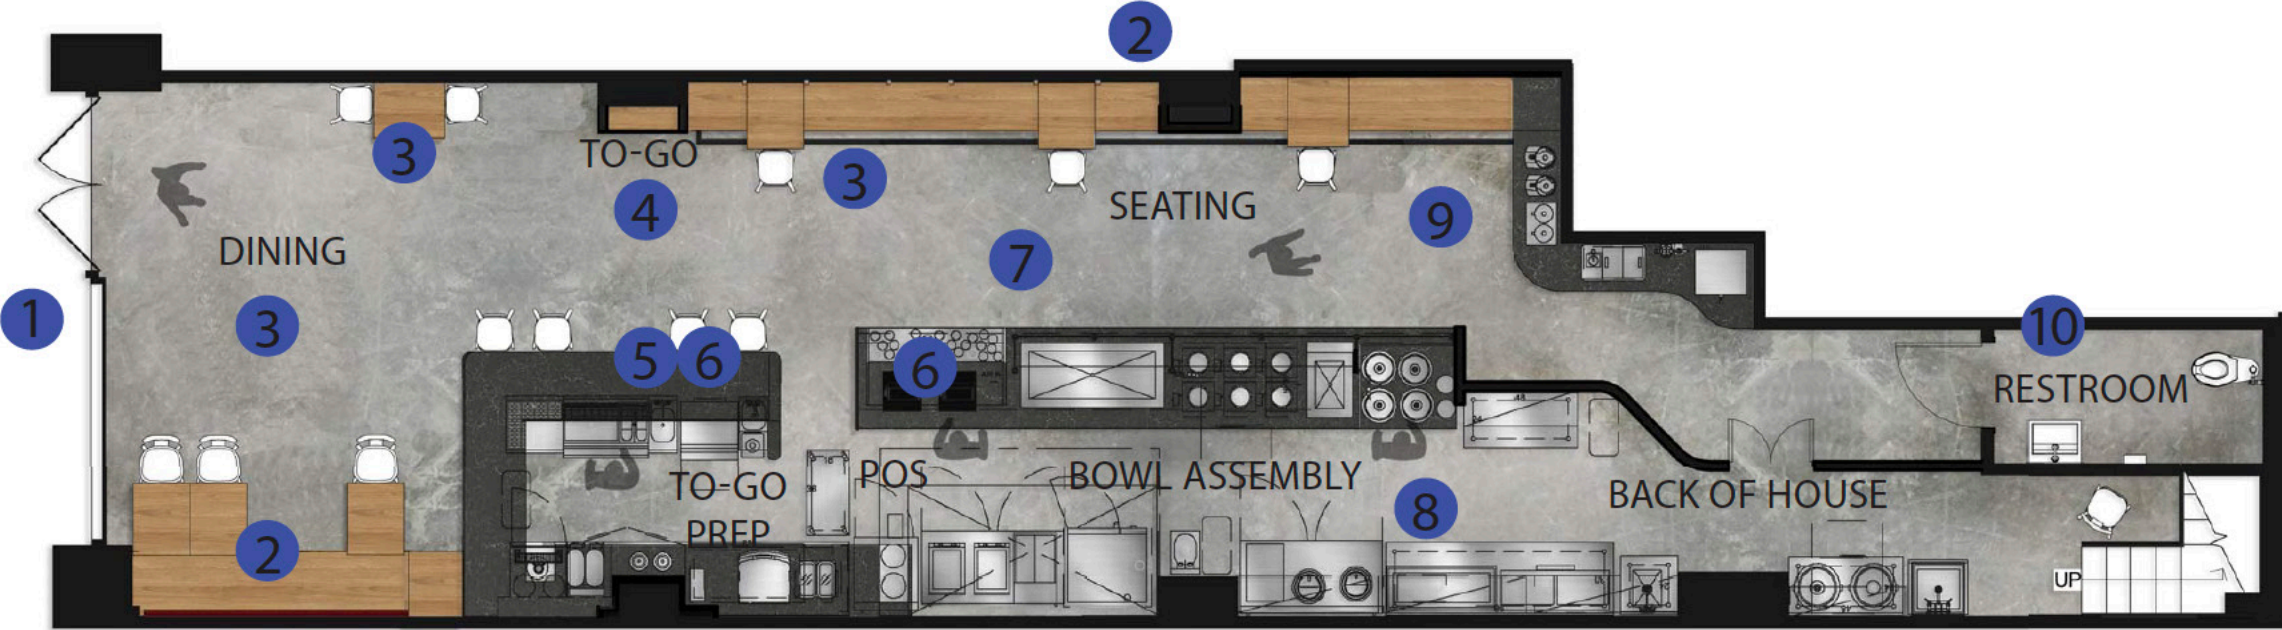 2
3
TO-GO
3
4
SEATING
9
DINING
7
1
3
5
6
6
10
RESTROOM
POS
BOWL ASSEMBLY
TO-GO
PREP
8
BACK OF HOUSE
2
UP